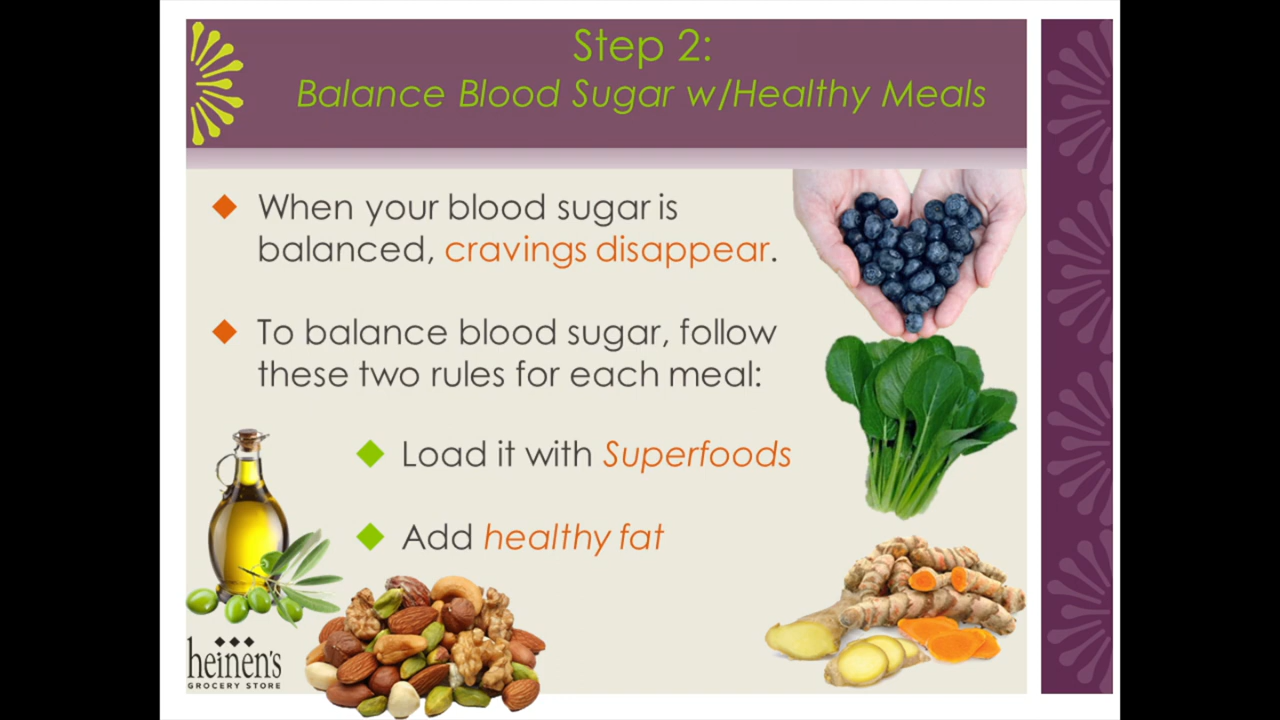 Step 2:
Balance Blood Sugar w/Healthy Meals
When your blood sugar is
balanced, cravings disappear.
To balance blood sugar, follow
these two rules for each meal:
Load it with Superfoods
Add healthy fat
heinen's
GROCERY STORE